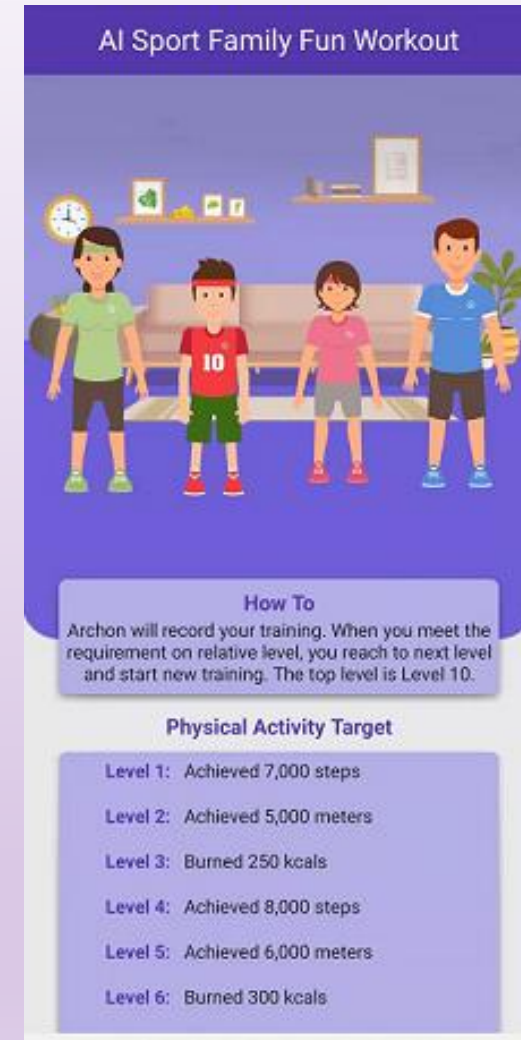 AI Sport Family Fun Workout
10
How To
Archon will record your training. When you meet the
requirement on relative level, you reach to next level
and start new training. The top level is Level 10.
Physical Activity Target
Level 1: Achieved 7,000 steps
Level 2: Achieved 5,000 meters
Level 3: Burned 250 kcals
Level 4: Achieved 8,000 steps
Level 5: Achieved 6,000 meters
Level 6: Burned 300 kcals